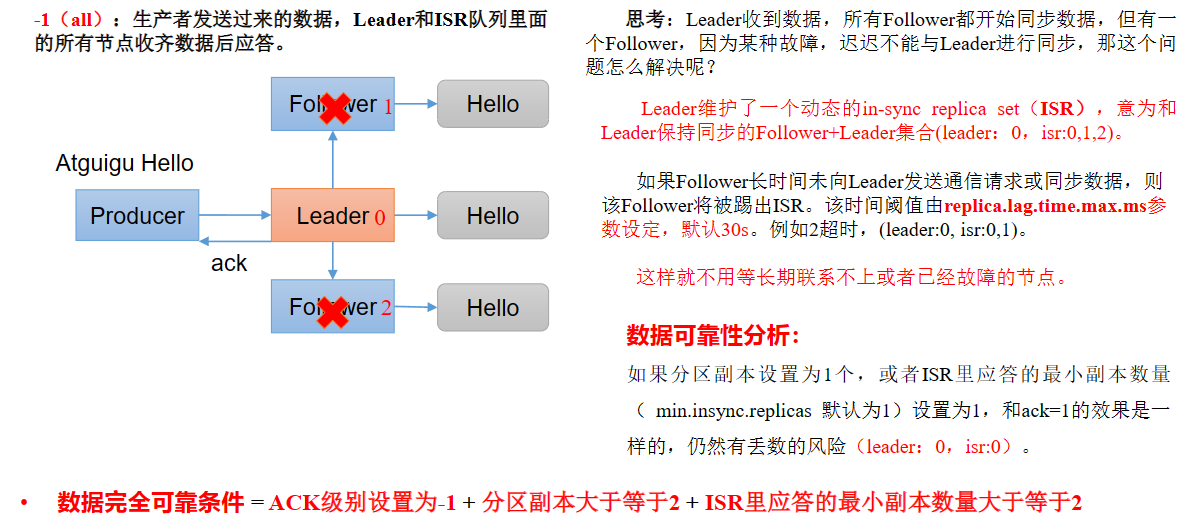 -1（all）：生产者发送过来的数据，Leader和ISR队列里面
的所有节点收齐数据后应答。
Follower 1
Hello
Atguigu Hello
Producer
Leader 0
Hello
ack
Follower 2
Hello
思考：Leader收到数据，所有Follower都开始同步数据，但有一
个Follower，因为某种故障，迟迟不能与Leader进行同步，那这个问
题怎么解决呢？
Leader维护了一个动态的in-sync replica set（ISR），意为和
Leader保持同步的Follower+Leader集合(leader：0，isr:0,1,2)。
如果Follower长时间未向Leader发送通信请求或同步数据，则
该Follower将被踢出ISR。该时间阈值由replica.lag.time.max.ms参
数设定，默认30s。例如2超时，(leader:0, isr:0,1)。
这样就不用等长期联系不上或者已经故障的节点。
数据可靠性分析：
如果分区副本设置为1个，或者ISR里应答的最小副本数量
（ min.insync.replicas 默认为1）设置为1，和ack=1的效果是一
样的，仍然有丢数的风险（leader：0，isr:0）。
• 数据完全可靠条件 = ACK级别设置为-1 + 分区副本大于等于2 + ISR里应答的最小副本数量大于等于2